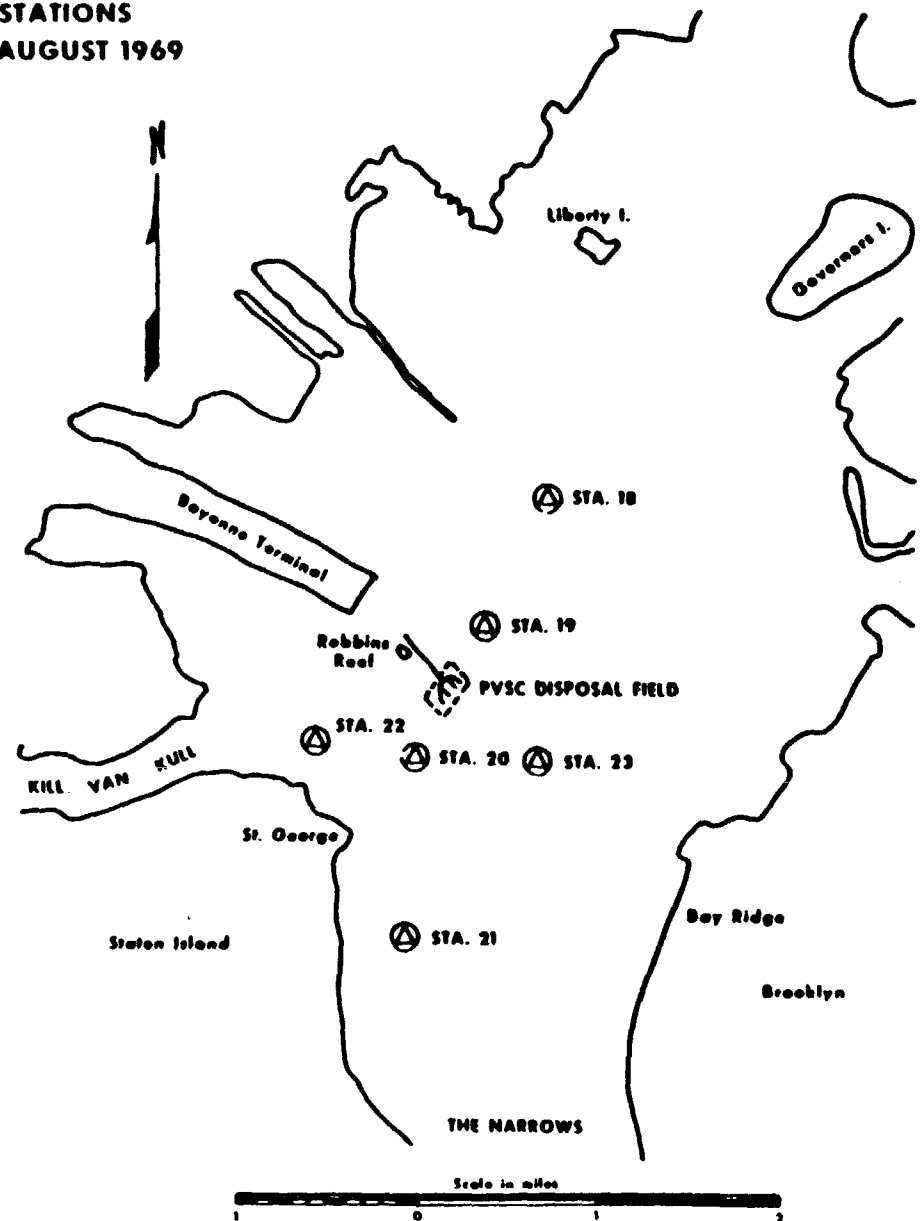 STATIONS
AUGUST 1969
N
Liberty I.
Governors I.
STA. 18
Bayonne Terminal
STA. 19
Robbins
Reef
PVSC DISPOSAL FIELD
STA. 22
STA. 20
STA. 23
KILL VAN KULL
St. George
Bay Ridge
Staten Island
STA. 21
Brooklyn
THE NARROWS
Scale in miles
1 0 1 2